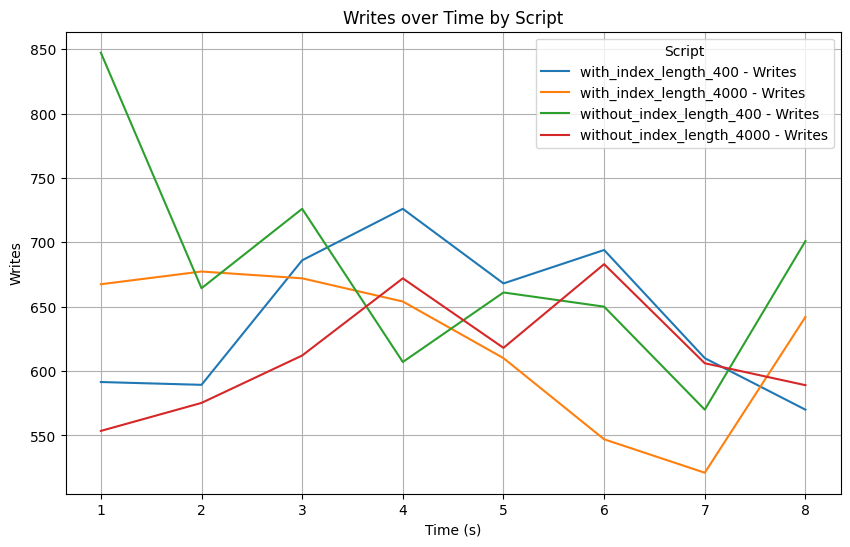 Writes over Time by Script
Script
with_index_length_400 - Writes
with_index_length_4000 - Writes
without_index_length_400 - Writes
without_index_length_4000 - Writes
Writes
850
800
750
700
650
600
550
1 2 3 4 5 6 7 8
Time (s)